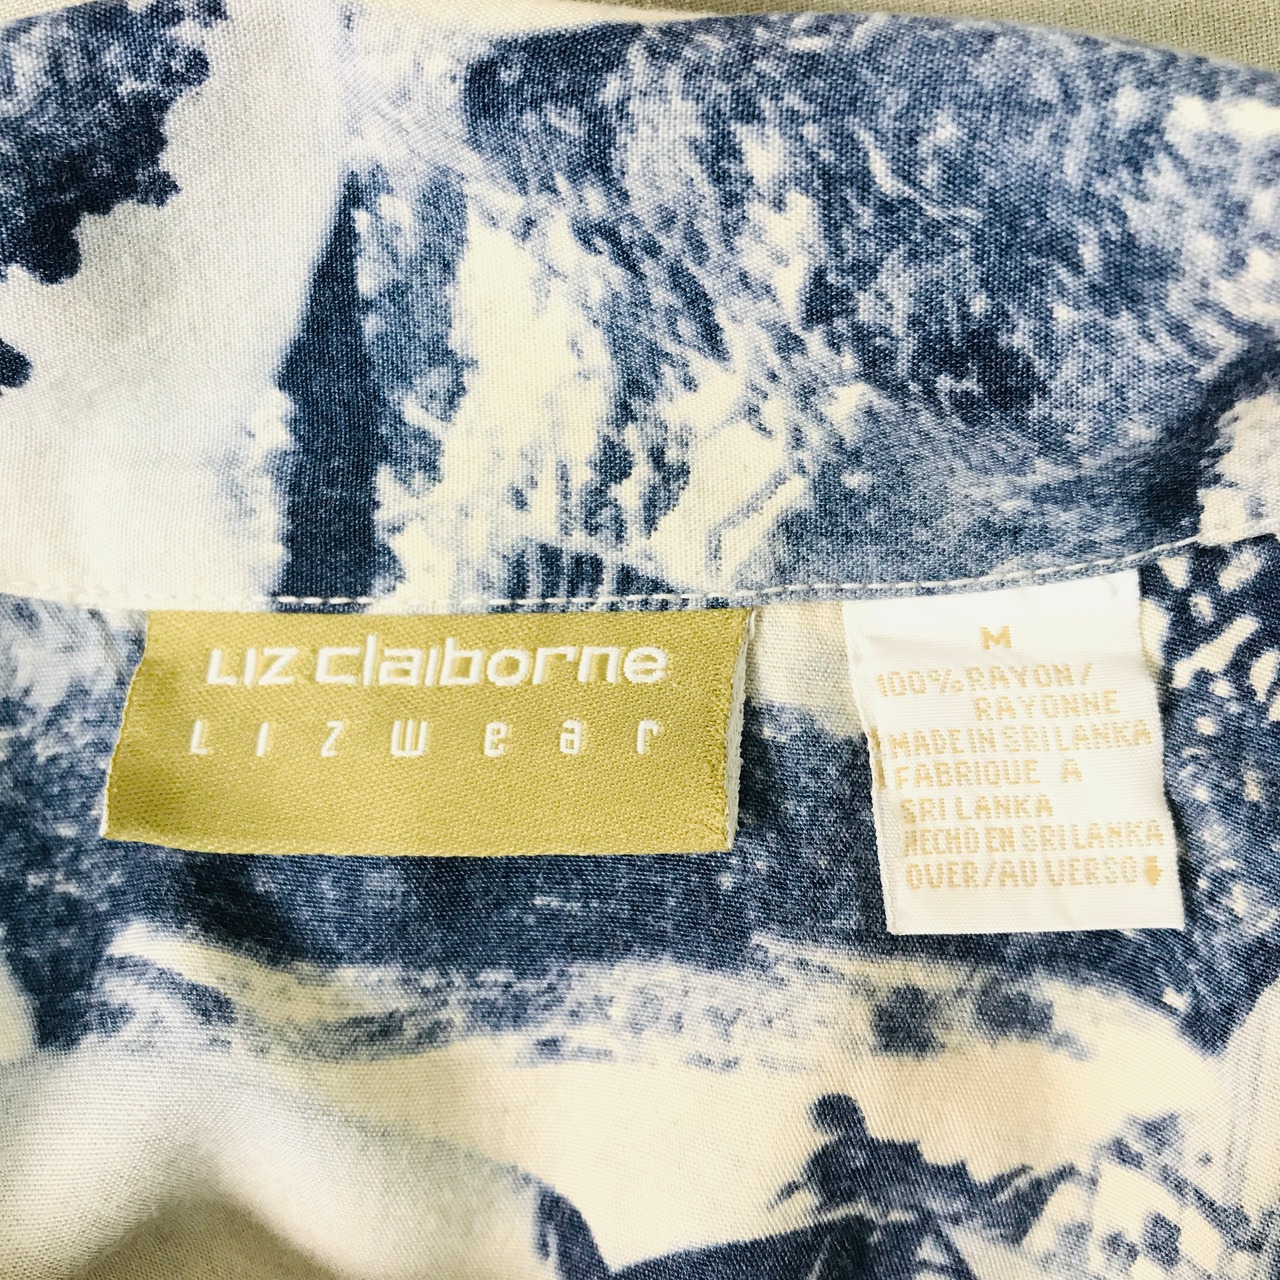 Liz claiborne
Lizwear
M
100% RAYON/
RAYONNE
MADE IN SRI LANKA
FABRIQUE A
SRI LANKA
HECHO EN SRI LANKA
OVER/AU VERSO